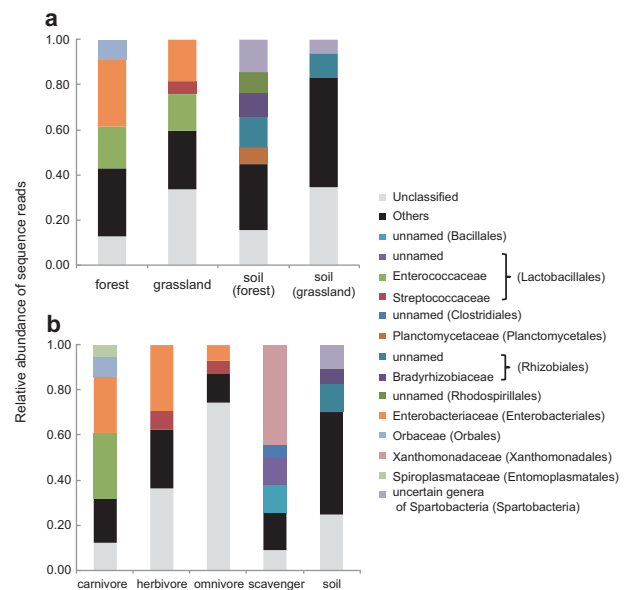 a
1.00
0.80
0.60
0.40
0.20
0.00
forest
grassland
soil
(forest)
soil
(grassland)
Relative abundance of sequence reads
b
1.00
0.80
0.60
0.40
0.20
0.00
carnivore
herbivore
omnivore
scavenger
soil
Unclassified
Others
unnamed (Bacillales)
unnamed
Enterococcaceae
Streptococcaceae
(Lactobacillales)
unnamed (Clostridiales)
Planctomycetaceae (Planctomycetales)
unnamed
Bradyrhizobiaceae
(Rhizobiales)
unnamed (Rhodospirillales)
Enterobacteriaceae (Enterobacteriales)
Orbaceae (Orbales)
Xanthomonadaceae (Xanthomonadales)
Spiroplasmataceae (Entomoplasmatales)
uncertain genera
of Spartobacteria (Spartobacteria)